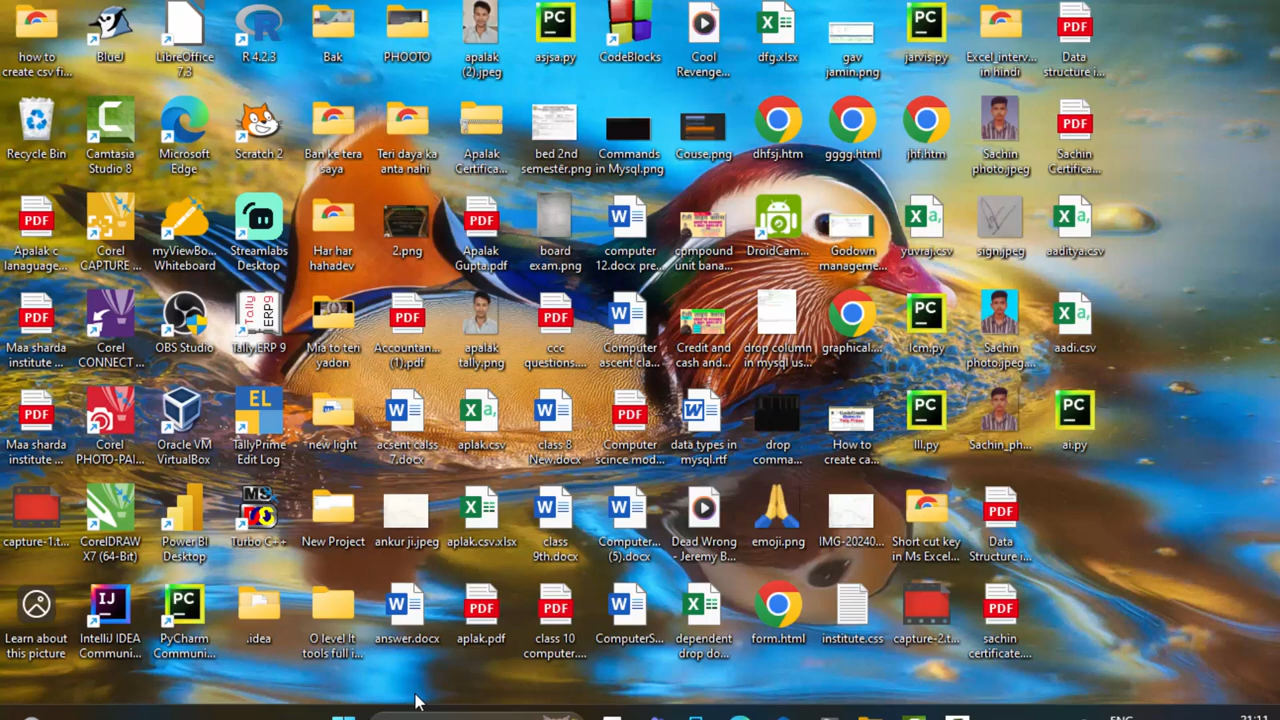 how to create csv fi...
BlueJ
LibreOffice 7.3
R 4.2.3
Bak
PHOOTO
apalak (2).jpeg
asjsa.py
CodeBlocks
Cool Revenge...
dfg.xlsx
gav jamin.png
jarvis.py
Excel_interv... in hindi
Data structure i...
Recycle Bin
Camtasia Studio 8
Microsoft Edge
Scratch 2
Ban ke tera saya
Teri daya ka anta nahi
Apalak Certifica...
bed 2nd semester.png
Commands in Mysql.png
Couse.png
dhfsj.htm
gggg.html
jhf.htm
Sachin photo.jpeg
Sachin Certifica...
Apalak c lanaguage...
Corel CAPTURE ...
myViewBo... Whiteboard
Streamlabs Desktop
Har har hahadev
2.png
Apalak Gupta.pdf
board exam.png
computer 12.docx pre...
cpmpound unit bana...
DroidCam...
Godown manageme...
yuvraj.csv
sign.jpeg
aaditya.csv
Maa sharda institute ...
Corel CONNECT ...
OBS Studio
Tally ERP 9
Mia to teri yadon
Accountan... (1).pdf
apalak tally.png
ccc questions....
Computer ascent cla...
Credit and cash and...
drop column in mysql us...
graphical....
lcm.py
Sachin photo.jpeg...
aadi.csv
Maa sharda institute ...
Corel PHOTO-PAI...
Oracle VM VirtualBox
TallyPrime Edit Log
new light
acsent calss 7.docx
aplak.csv
class 8 New.docx
Computer scince mod...
data types in mysql.rtf
drop comma...
How to create ca...
lll.py
Sachin_ph...
ai.py
capture-1.t...
CorelDRAW X7 (64-Bit)
Power BI Desktop
Turbo C++
New Project
ankur ji.jpeg
aplak.csv.xlsx
class 9th.docx
Computer... (5).docx
Dead Wrong - Jeremy B...
emoji.png
IMG-20240...
Short cut key in Ms Excel...
Data Structure i...
Learn about this picture
IntelliJ IDEA Communi...
PyCharm Communi...
.idea
O level It tools full i...
answer.docx
aplak.pdf
class 10 computer....
ComputerS...
dependent drop do...
form.html
institute.css
capture-2.t...
sachin certificate....
ENG
21:11